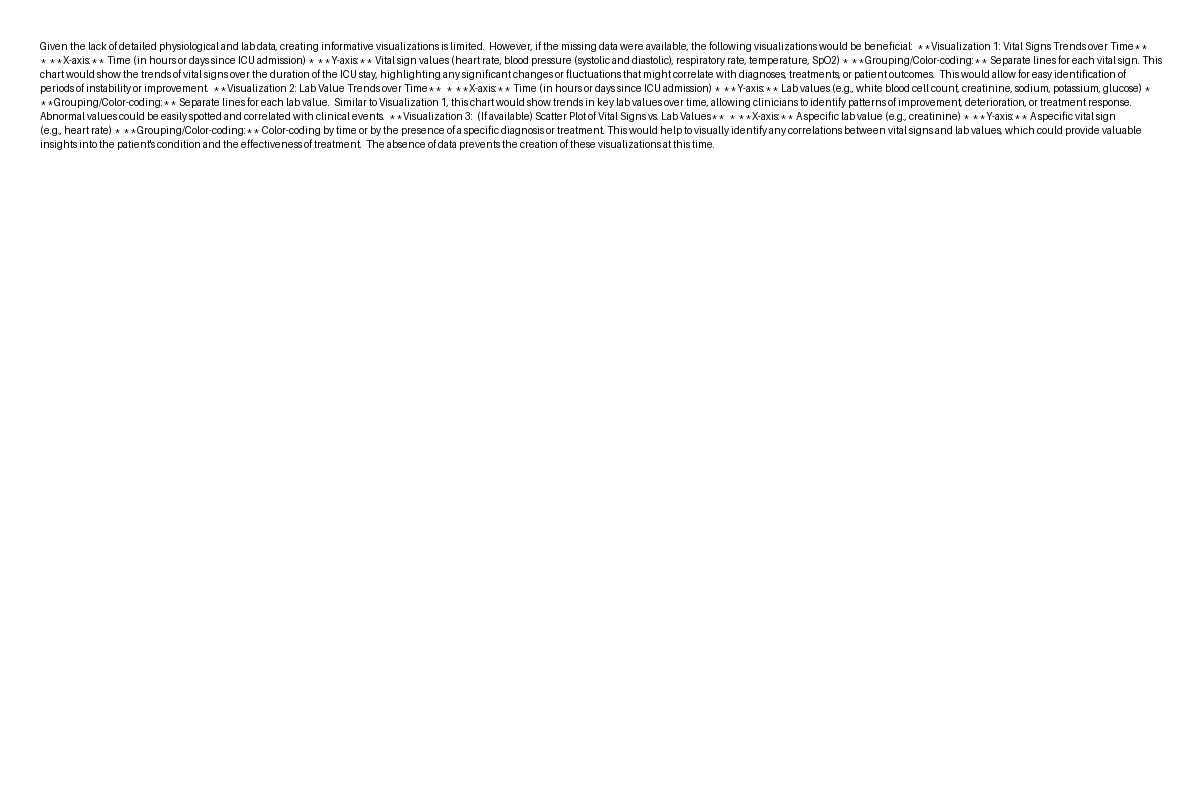 Given the lack of detailed physiological and lab data, creating informative visualizations is limited.  However, if the missing data were available, the following visualizations would be beneficial:  **Visualization 1: Vital Signs Trends over Time**
* **X-axis:** Time (in hours or days since ICU admission) * **Y-axis:** Vital sign values (heart rate, blood pressure (systolic and diastolic), respiratory rate, temperature, SpO2) * **Grouping/Color-coding:** Separate lines for each vital sign. This
chart would show the trends of vital signs over the duration of the ICU stay, highlighting any significant changes or fluctuations that might correlate with diagnoses, treatments, or patient outcomes.  This would allow for easy identification of
periods of instability or improvement.  **Visualization 2: Lab Value Trends over Time**  * **X-axis:** Time (in hours or days since ICU admission) * **Y-axis:** Lab values (e.g., white blood cell count, creatinine, sodium, potassium, glucose) *
**Grouping/Color-coding:** Separate lines for each lab value.  Similar to Visualization 1, this chart would show trends in key lab values over time, allowing clinicians to identify patterns of improvement, deterioration, or treatment response.
Abnormal values could be easily spotted and correlated with clinical events.  **Visualization 3:  (If available) Scatter Plot of Vital Signs vs. Lab Values**  * **X-axis:** A specific lab value (e.g., creatinine) * **Y-axis:** A specific vital sign
(e.g., heart rate) * **Grouping/Color-coding:** Color-coding by time or by the presence of a specific diagnosis or treatment. This would help to visually identify any correlations between vital signs and lab values, which could provide valuable
insights into the patient's condition and the effectiveness of treatment.  The absence of data prevents the creation of these visualizations at this time.